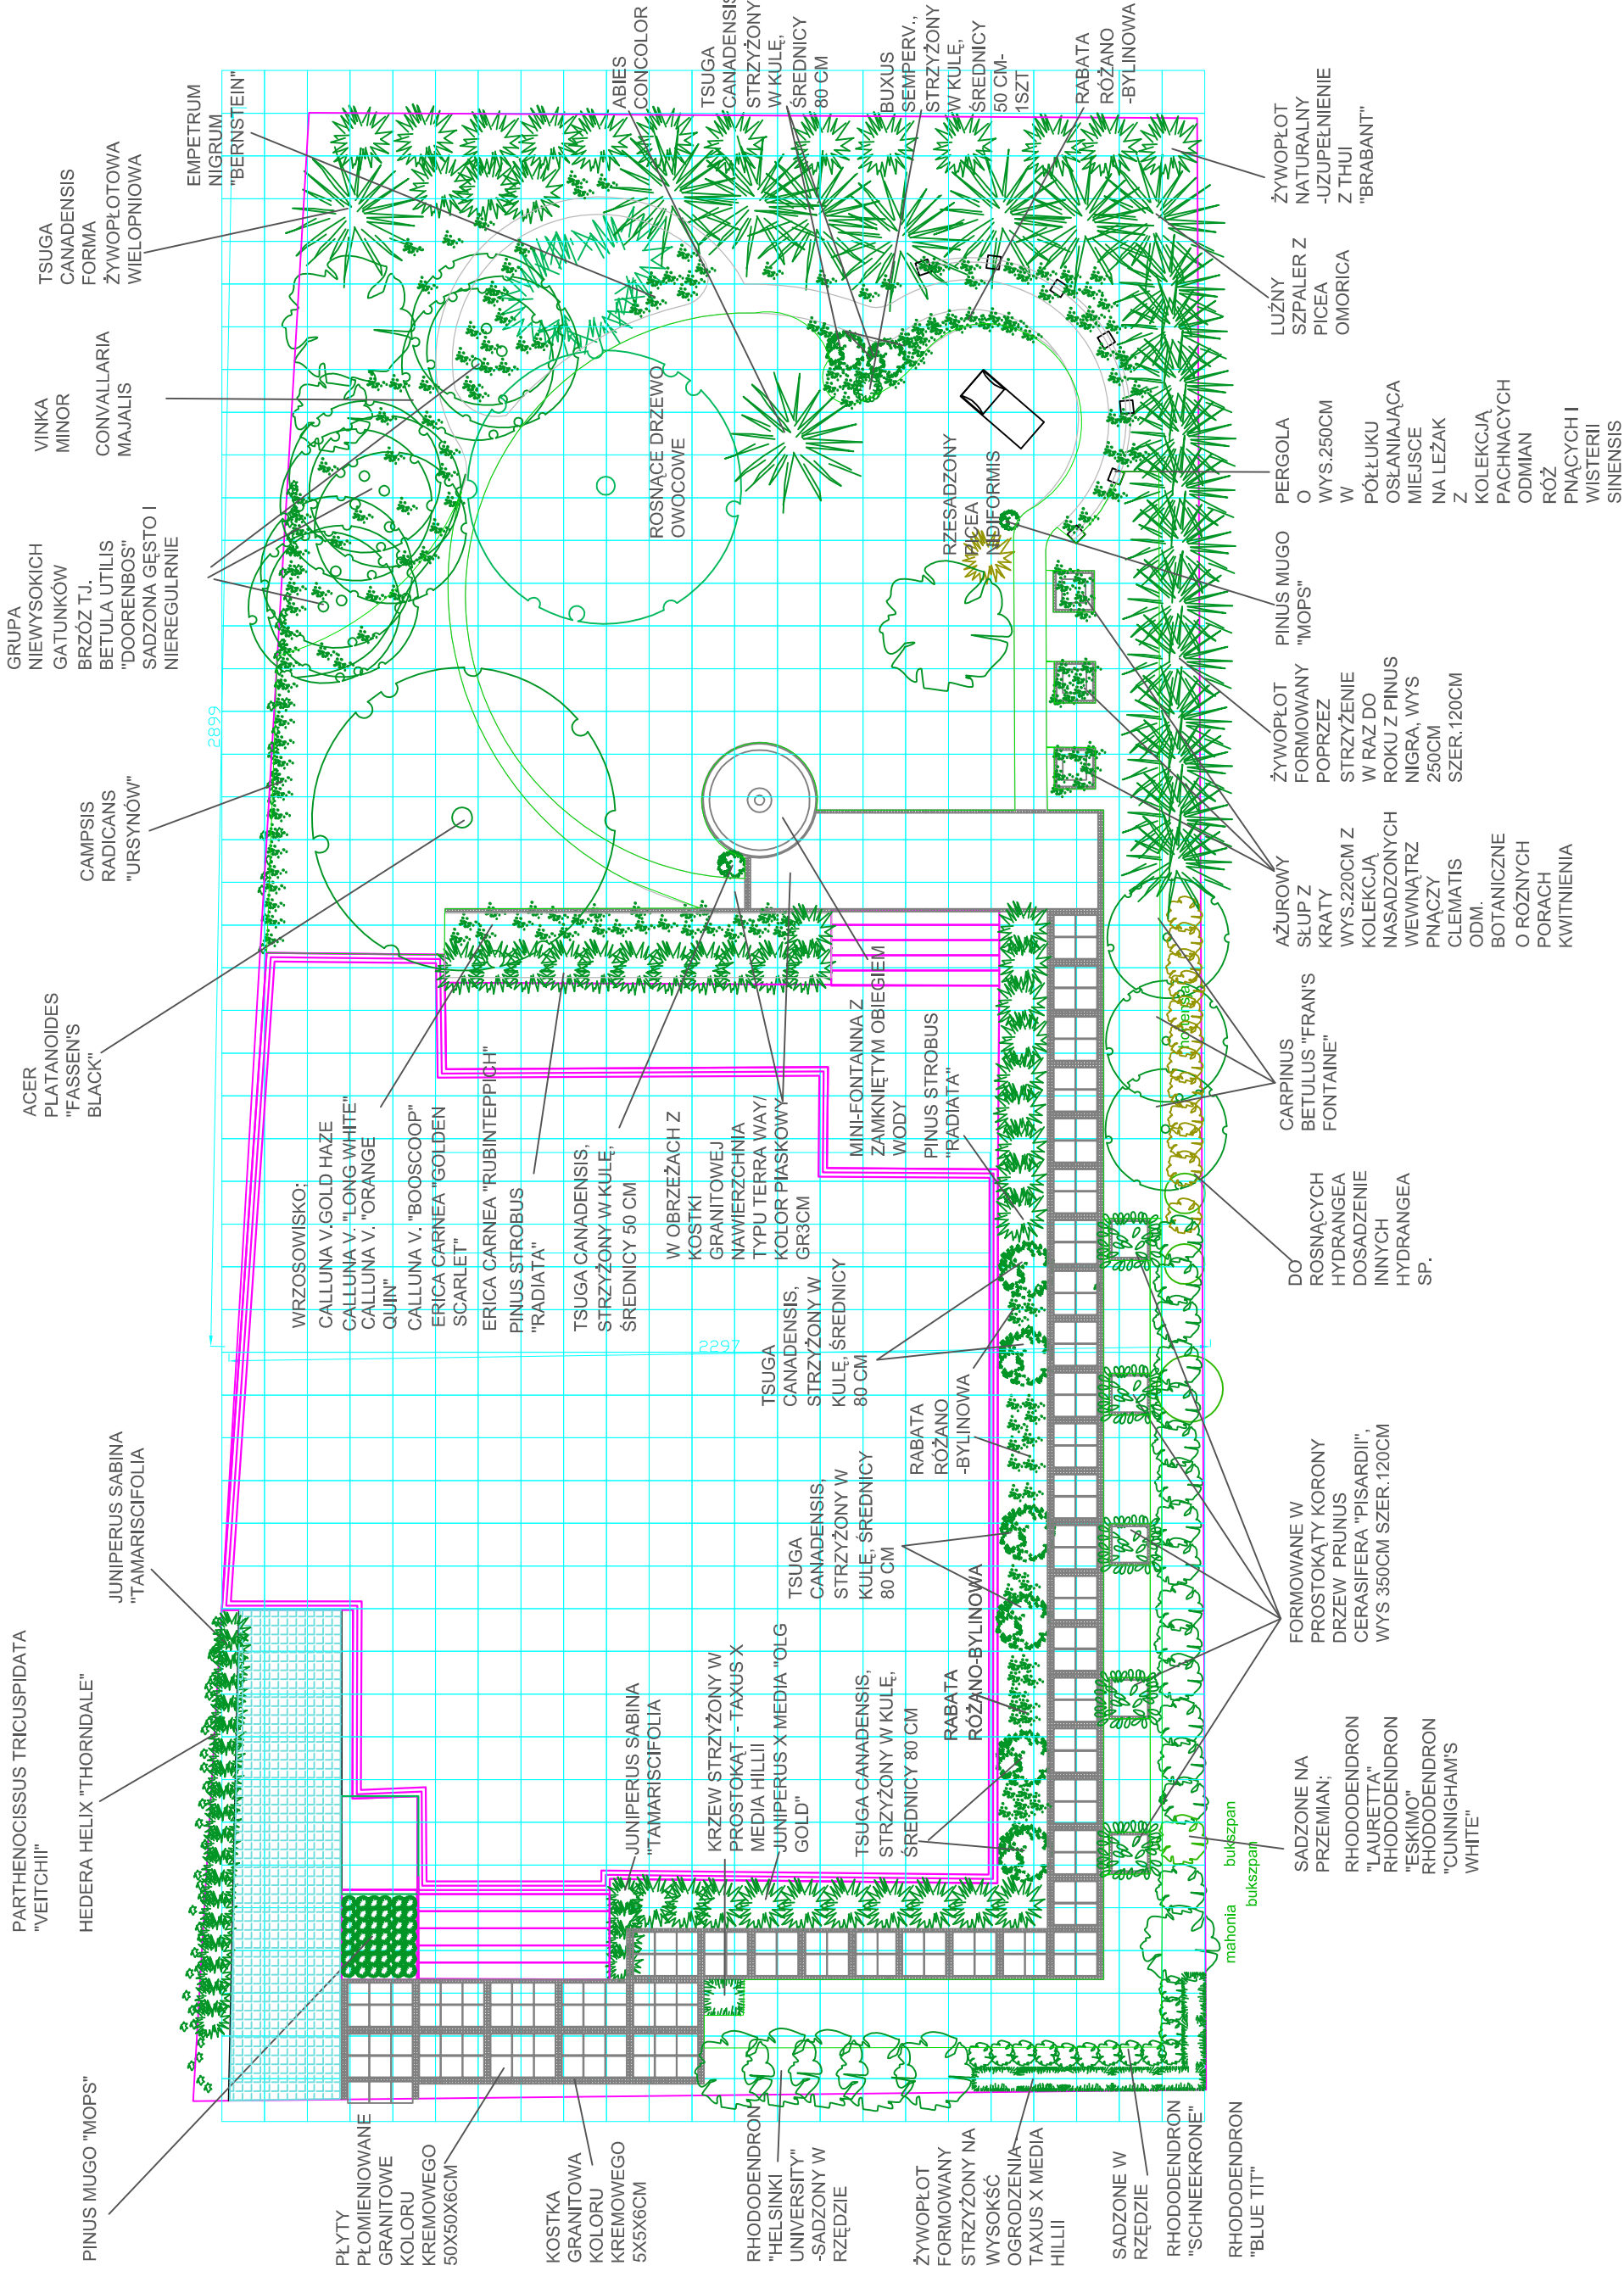 PARTHENOCISSUS TRICUSPIDATA
"VEITCHII"
HEDERA HELIX "THORNDALE"
PINUS MUGO "MOPS"
JUNIPERUS SABINA
"TAMARISCIFOLIA
ACER
PLATANOIDES
"FASSEN'S
BLACK"
CAMPSIS
RADICANS
"URSYNÓW"
GRUPA
NIEWYSOKICH
GATUNKÓW
BRZÓZ TJ.
BETULA UTILIS
"DOORENBOS"
SADZONA GĘSTO I
NIEREGULRNIE
VINKA
MINOR
CONVALLARIA
MAJALIS
TSUGA
CANADENSIS
FORMA
ŻYWOPŁOTOWA
WIELOPNIOWA
EMPETRUM
NIGRUM
"BERNSTEIN"
2899
2297
WRZOSOWISKO:
CALLUNA V.GOLD HAZE
CALLUNA V. "LONG WHITE"
CALLUNA V. "ORANGE
QUIN"
CALLUNA V. "BOOSCOOP"
ERICA CARNEA "GOLDEN
SCARLET"
ERICA CARNEA "RUBINTEPPICH"
PINUS STROBUS
"RADIATA"
TSUGA CANADENSIS,
STRZYŻONY W KULĘ,
ŚREDNICY 50 CM
W OBRZEŻACH Z
KOSTKI
GRANITOWEJ
NAWIERZCHNIA
TYPU TERRA WAY/
KOLOR PIASKOWY
GR3CM
MINI-FONTANNA Z
ZAMKNIĘTYM OBIEGIEM
WODY
PINUS STROBUS
"RADIATA"
ROSNĄCE DRZEWO
OWOCOWE
ABIES
CONCOLOR
TSUGA
CANADENSIS
STRZYŻONY
W KULĘ,
ŚREDNICY
80 CM
BUXUS
SEMPERV.,
STRZYŻONY
W KULĘ,
ŚREDNICY
50 CM-
1SZT
RABATA
RÓŻANO
-BYLINOWA
RZESADZONY
PICEA
NIDIFORMIS
TSUGA
CANADENSIS,
STRZYŻONY W
KULĘ, ŚREDNICY
80 CM
RABATA
RÓŻANO
-BYLINOWA
TSUGA
CANADENSIS,
STRZYŻONY W
KULĘ, ŚREDNICY
80 CM
RABATA
RÓŻANO-BYLINOWA
JUNIPERUS SABINA
"TAMARISCIFOLIA
KRZEW STRZYŻONY W
PROSTOKĄT - TAXUS X
MEDIA HILLII
JUNIPERUS X MEDIA "OLG
GOLD"
TSUGA CANADENSIS,
STRZYŻONY W KULĘ,
ŚREDNICY 80 CM
PŁYTY
PŁOMIENIOWANE
GRANITOWE
KOLORU
KREMOWEGO
50X50X6CM
KOSTKA
GRANITOWA
KOLORU
KREMOWEGO
5X5X6CM
RHODODENDRON
"HELSINKI
UNIVERSITY"
-SADZONY W
RZĘDZIE
ŻYWOPŁOT
FORMOWANY
STRZYŻONY NA
WYSOKŚĆ
OGRODZENIA -
TAXUS X MEDIA
HILLII
SADZONE W
RZĘDZIE
RHODODENDRON
"SCHNEEKRONE"
RHODODENDRON
"BLUE TIT"
mahonia
bukszpan
bukszpan
SADZONE NA
PRZEMIAN;
RHODODENDRON
"LAURETTA"
RHODODENDRON
"ESKIMO"
RHODODENDRON
"CUNNIGHAM'S
WHITE"
FORMOWANE W
PROSTOKĄTY KORONY
DRZEW PRUNUS
CERASIFERA "PISARDII",
WYS 350CM SZER.120CM
DO
ROSNĄCYCH
HYDRANGEA
DOSADZENIE
INNYCH
HYDRANGEA
SP.
CARPINUS
BETULUS "FRAN'S
FONTAINE"
AŻUROWY
SŁUP Z
KRATY
WYS.220CM Z
KOLEKCJĄ
NASADZONYCH
WEWNĄTRZ
PNĄCZY
CLEMATIS
ODM.
BOTANICZNE
O RÓŻNYCH
PORACH
KWITNIENIA
ŻYWOPŁOT
FORMOWANY
POPRZEZ
STRZYŻENIE
W RAZ DO
ROKU Z PINUS
NIGRA, WYS
250CM
SZER.120CM
PINUS MUGO
"MOPS"
PERGOLA
O
WYS.250CM
W
PÓŁŁUKU
OSŁANIAJĄCA
MIEJSCE
NA LEŻAK
Z
KOLEKCJĄ
PACHNACYCH
ODMIAN
RÓŻ
PNĄCYCH I
WISTERII
SINENSIS
LUŹNY
SZPALER Z
PICEA
OMORICA
ŻYWOPŁOT
NATURALNY
-UZUPEŁNIENIE
Z THUI
"BRABANT"